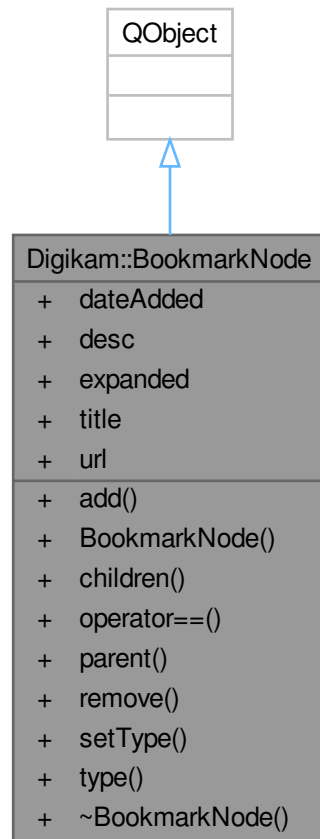 QObject
Digikam::BookmarkNode
+ dateAdded
+ desc
+ expanded
+ title
+ url
+ add()
+ BookmarkNode()
+ children()
+ operator==()
+ parent()
+ remove()
+ setType()
+ type()
+ ~BookmarkNode()